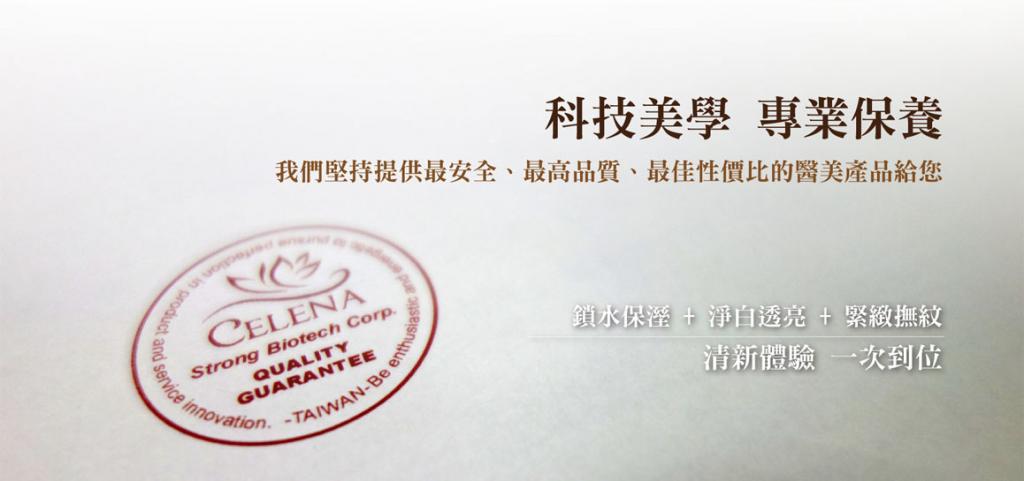 科技美學 專業保養
我們堅持提供最安全、最高品質、最佳性價比的醫美產品給您
鎖水保溼 + 淨白透亮 + 緊緻撫紋
清新體驗 一次到位
CELENA
Strong Biotech Corp.
QUALITY
GUARANTEE
-TAIWAN-Be enthusiastic and energetic to pursue perfection in product and service innovation.